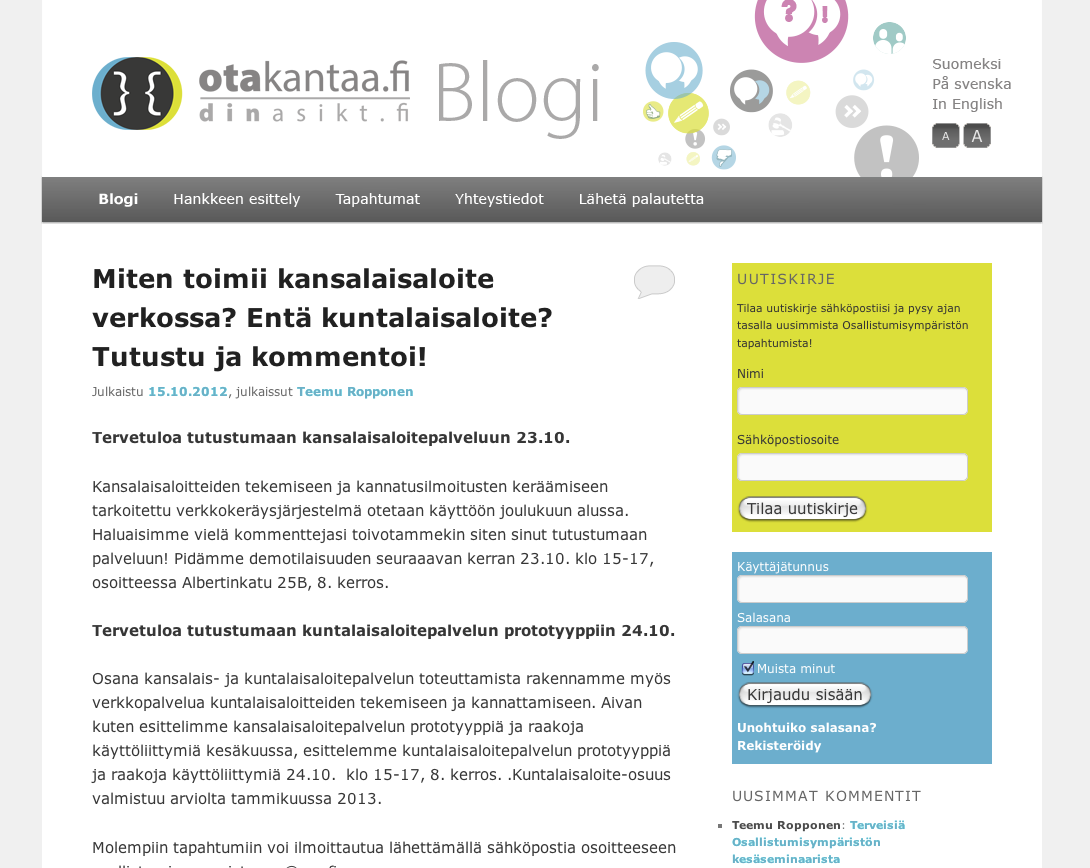 otakantaa.fi
dinasikt.fi
Blogi
?
!
!
!
Suomeksi
På svenska
In English
A A
Blogi Hankkeen esittely Tapahtumat Yhteystiedot Lähetä palautetta
Miten toimii kansalaisaloite
verkossa? Entä kuntalaisaloite?
Tutustu ja kommentoi!
Julkaistu 15.10.2012, julkaissut Teemu Ropponen
Tervetuloa tutustumaan kansalaisaloitepalveluun 23.10.
Kansalaisaloitteiden tekemiseen ja kannatusilmoitusten keräämiseen
tarkoitettu verkkokeräysjärjestelmä otetaan käyttöön joulukuun alussa.
Haluaisimme vielä kommenttejasi toivotammekin siten sinut tutustumaan
palveluun! Pidämme demotilaisuuden seuraaavan kerran 23.10. klo 15-17,
osoitteessa Albertinkatu 25B, 8. kerros.
Tervetuloa tutustumaan kuntalaisaloitepalvelun prototyyppiin 24.10.
Osana kansalais- ja kuntalaisaloitepalvelun toteuttamista rakennamme myös
verkkopalvelua kuntalaisaloitteiden tekemiseen ja kannattamiseen. Aivan
kuten esittelimme kansalaisaloitepalvelun prototyyppiä ja raakoja
käyttöliittymiä kesäkuussa, esittelemme kuntalaisaloitepalvelun prototyyppiä
ja raakoja käyttöliittymiä 24.10.  klo 15-17, 8. kerros. .Kuntalaisaloite-osuus
valmistuu arviolta tammikuussa 2013.
Molempiin tapahtumiin voi ilmoittautua lähettämällä sähköpostia osoitteeseen
UUTISKIRJE
Tilaa uutiskirje sähköpostiisi ja pysy ajan
tasalla uusimmista Osallistumisympäristön
tapahtumista!
Nimi
Sähköpostiosoite
Tilaa uutiskirje
Käyttäjätunnus
Salasana
Muista minut
Kirjaudu sisään
Unohtuiko salasana?
Rekisteröidy
UUSIMMAT KOMMENTIT
Teemu Ropponen: Terveisiä
Osallistumisympäristön
kesäseminaarista